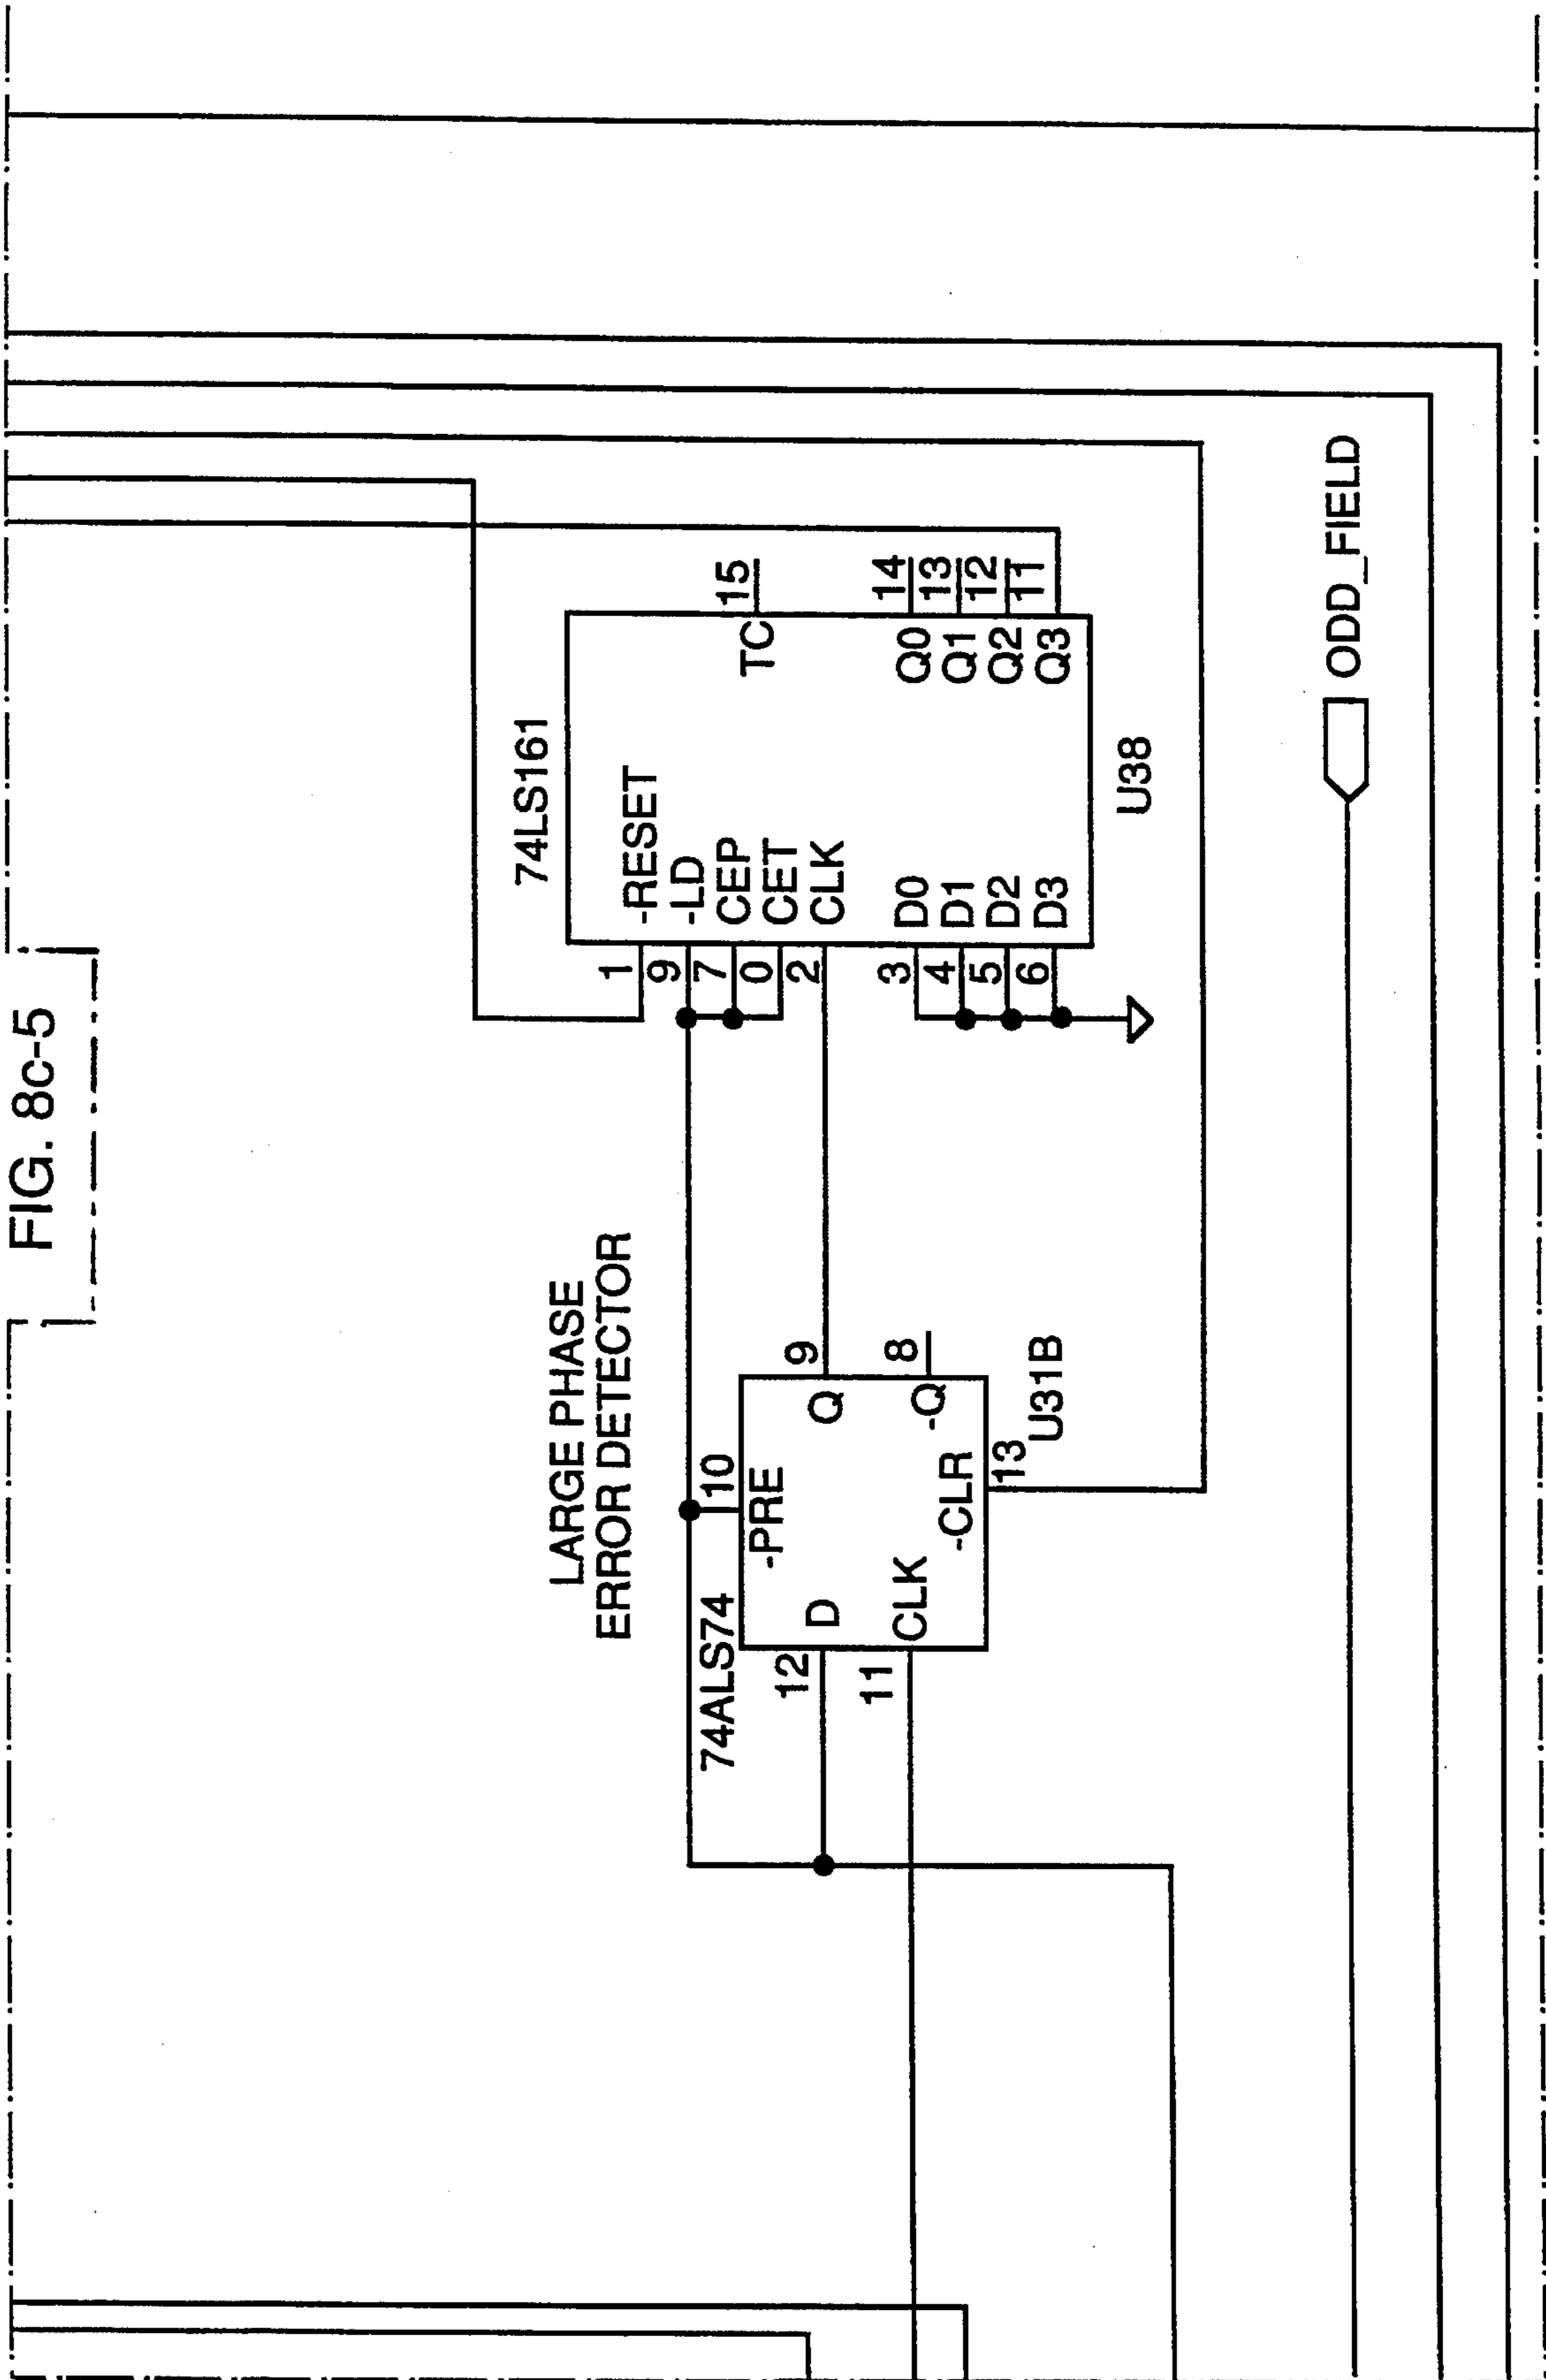 FIG. 8c-5
LARGE PHASE
ERROR DETECTOR
74ALS74
10
-PRE
12
D
Q
9
11
CLK
-Q
8
-CLR
13
U31B
74LS161
1
-RESET
9
-LD
7
CEP
TC
15
0
CET
2
CLK
3
D0
Q0
14
4
D1
Q1
13
5
D2
Q2
12
6
D3
Q3
11
U38
ODD_FIELD